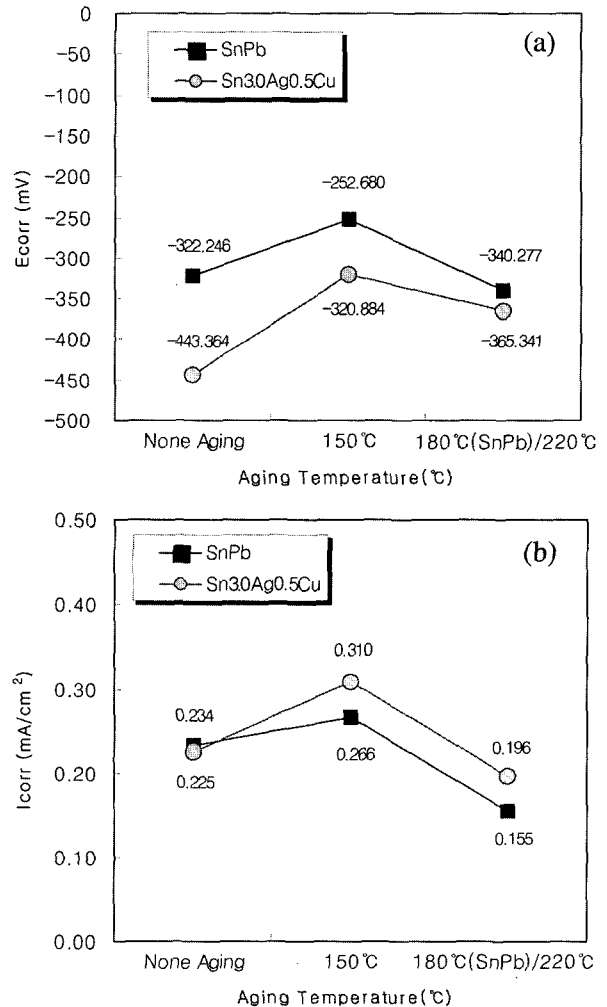 0
-50
-100
-150
-200
-250
-300
-350
-400
-450
-500
Ecorr (mV)
SnPb
Sn3.0Ag0.5Cu
(a)
-252.680
-322.246
-340.277
-320.884
-443.364
-365.341
None Aging 150℃ 180℃(SnPb)/220℃
Aging Temperature(℃)
0.50
0.40
0.30
0.20
0.10
0.00
Icorr (mA/cm²)
SnPb
Sn3.0Ag0.5Cu
(b)
0.310
0.234
0.196
0.266
0.225
0.155
None Aging 150℃ 180℃(SnPb)/220℃
Aging Temperature(℃)